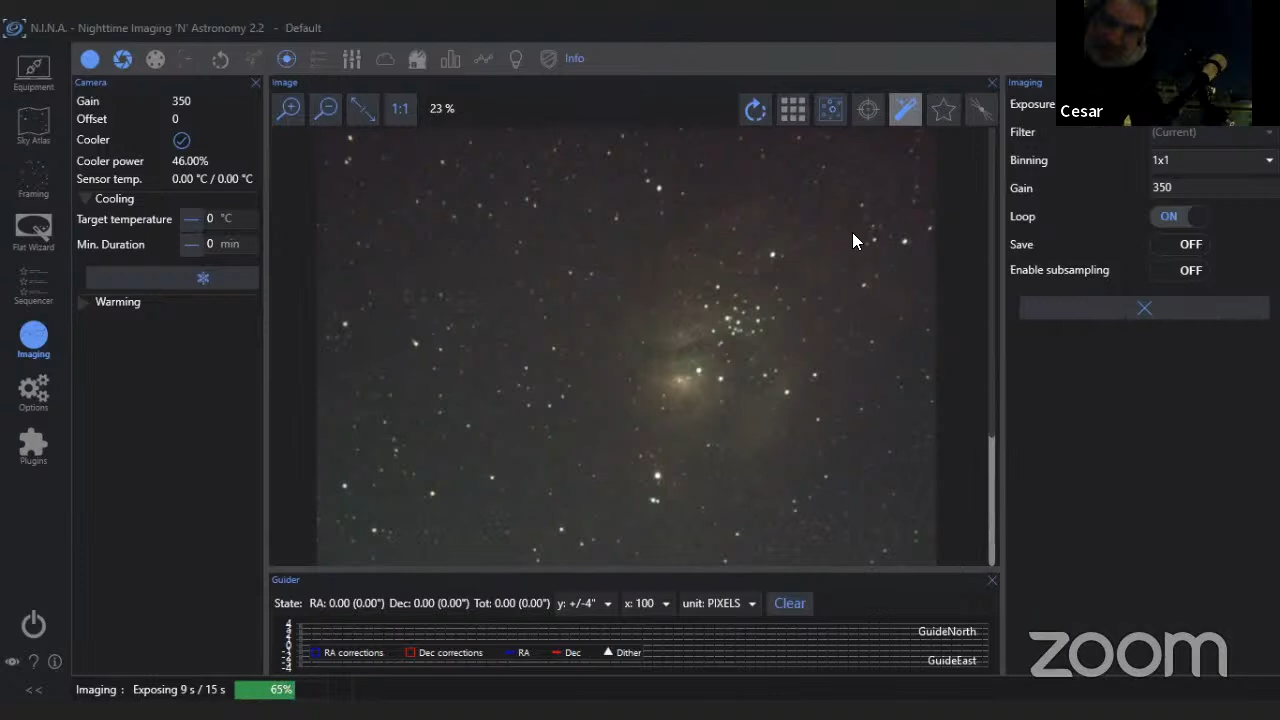 N.I.N.A. - Nighttime Imaging 'N' Astronomy 2.2 - Default
Info
Cesar
Equipment
Sky Atlas
Framing
Flat Wizard
Sequencer
Imaging
Options
Plugins
<<
Camera
Gain 350
Offset 0
Cooler
Cooler power 46.00%
Sensor temp. 0.00 °C / 0.00 °C
Cooling
Target temperature 0 °C
Min. Duration 0 min
Warming
Image
1:1 23 %
Imaging
Exposure
Filter (Current)
Binning 1x1
Gain 350
Loop ON
Save OFF
Enable subsampling OFF
Guider
State: RA: 0.00 (0.00") Dec: 0.00 (0.00") Tot: 0.00 (0.00") y: +/-4" x: 100 unit: PIXELS Clear
GuideNorth
RA corrections Dec corrections RA Dec Dither
GuideEast
Imaging : Exposing 9 s / 15 s 65%
zoom